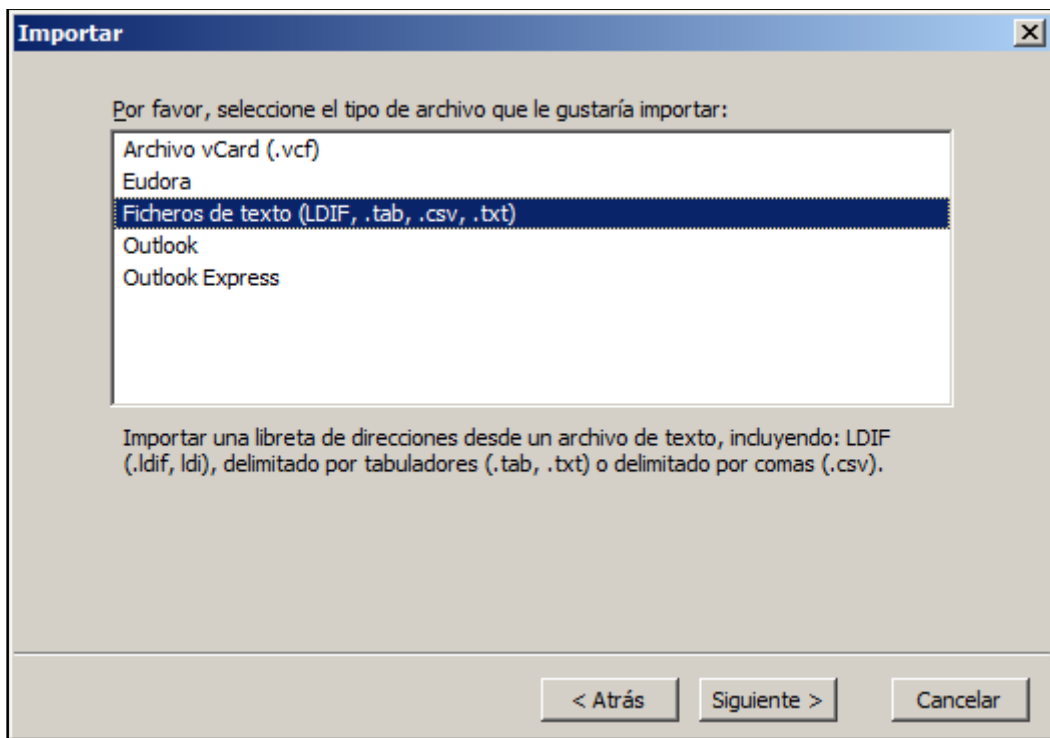 Importar
Por favor, seleccione el tipo de archivo que le gustaría importar:
Archivo vCard (.vcf)
Eudora
Ficheros de texto (LDIF, .tab, .csv, .txt)
Outlook
Outlook Express
Importar una libreta de direcciones desde un archivo de texto, incluyendo: LDIF
(.ldif, ldi), delimitado por tabuladores (.tab, .txt) o delimitado por comas (.csv).
< Atrás
Siguiente >
Cancelar